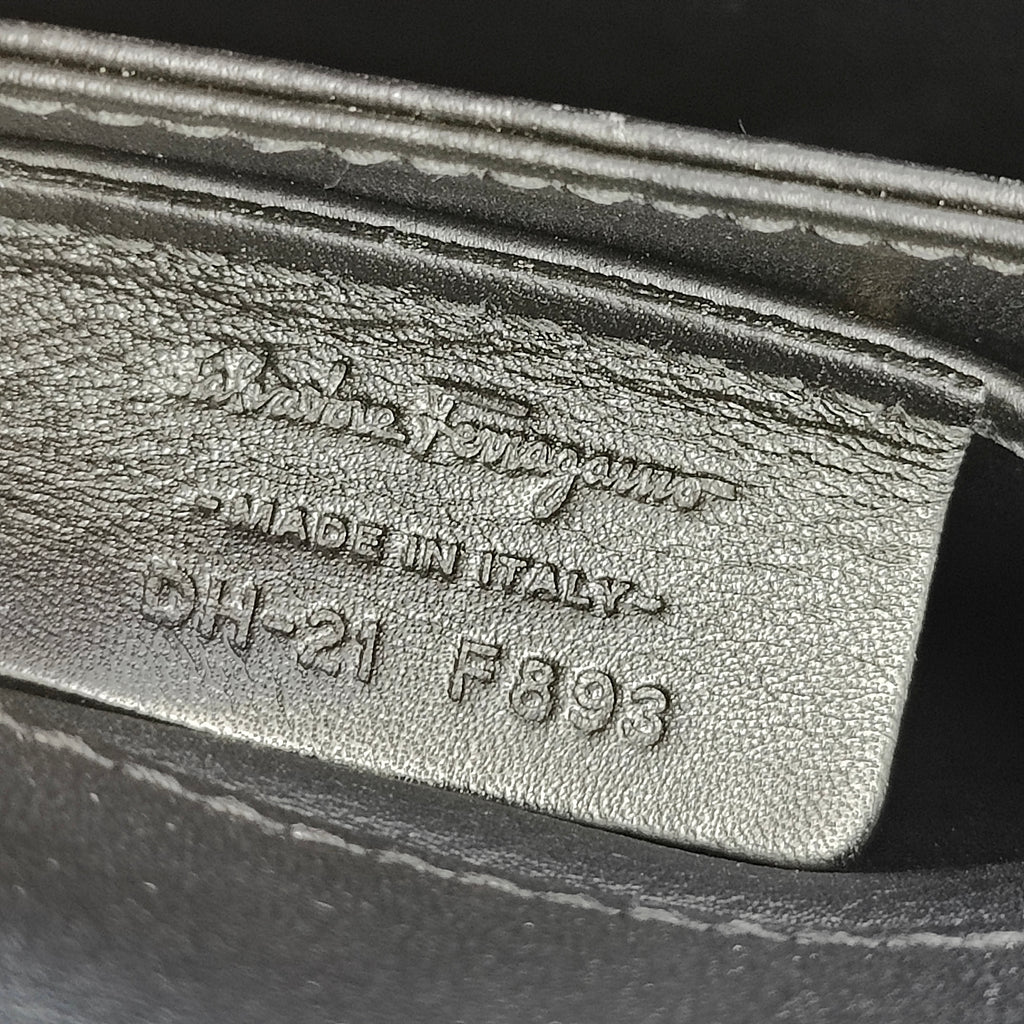 Salvatore Ferragamo
-MADE IN ITALY-
DH-21 F893